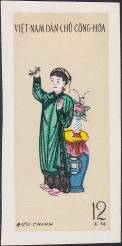 VIỆT-NAM DÂN-CHỦ CỘNG-HÒA
BƯU-CHÍNH
12
XU